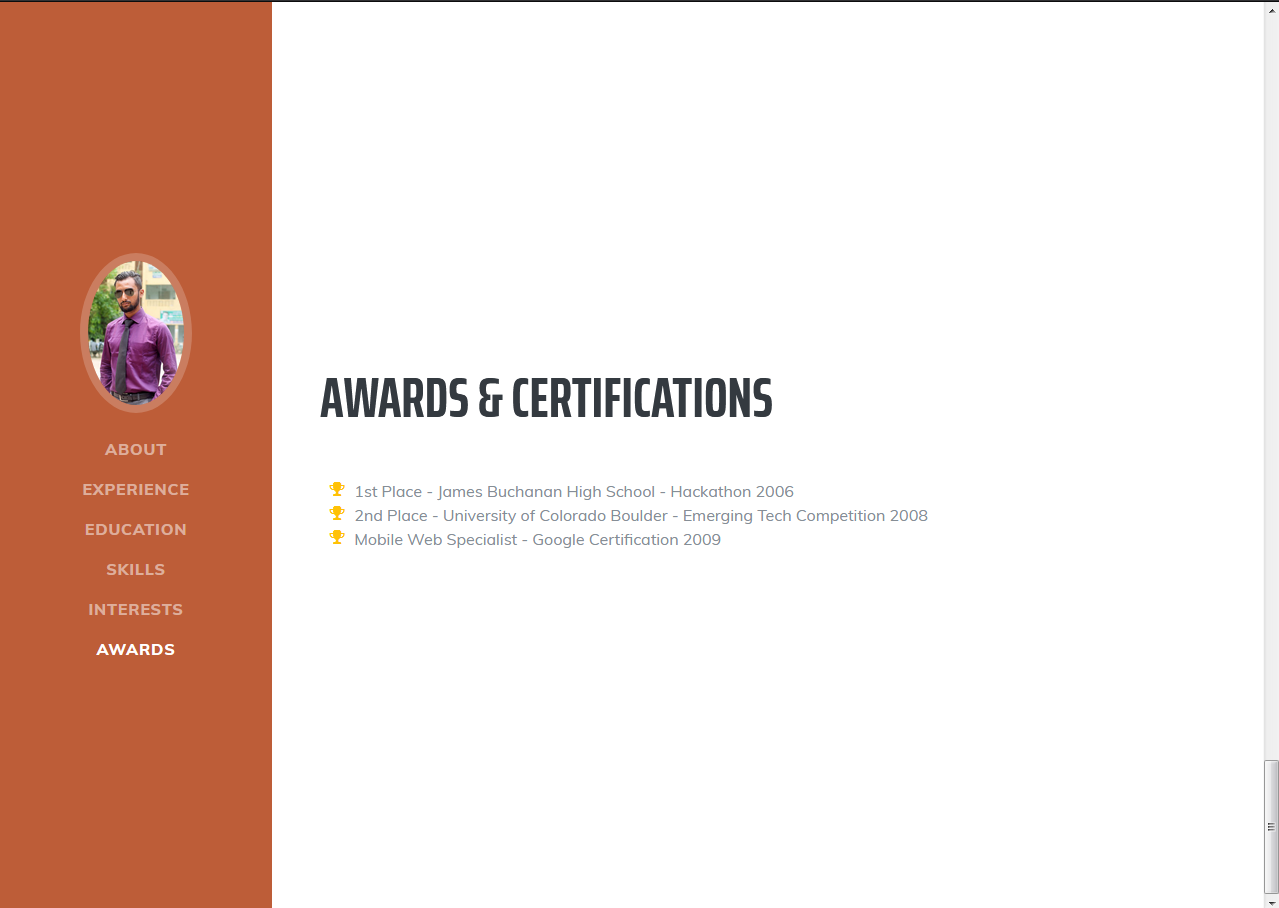 ABOUT
EXPERIENCE
EDUCATION
SKILLS
INTERESTS
AWARDS
AWARDS & CERTIFICATIONS
1st Place - James Buchanan High School - Hackathon 2006
2nd Place - University of Colorado Boulder - Emerging Tech Competition 2008
Mobile Web Specialist - Google Certification 2009